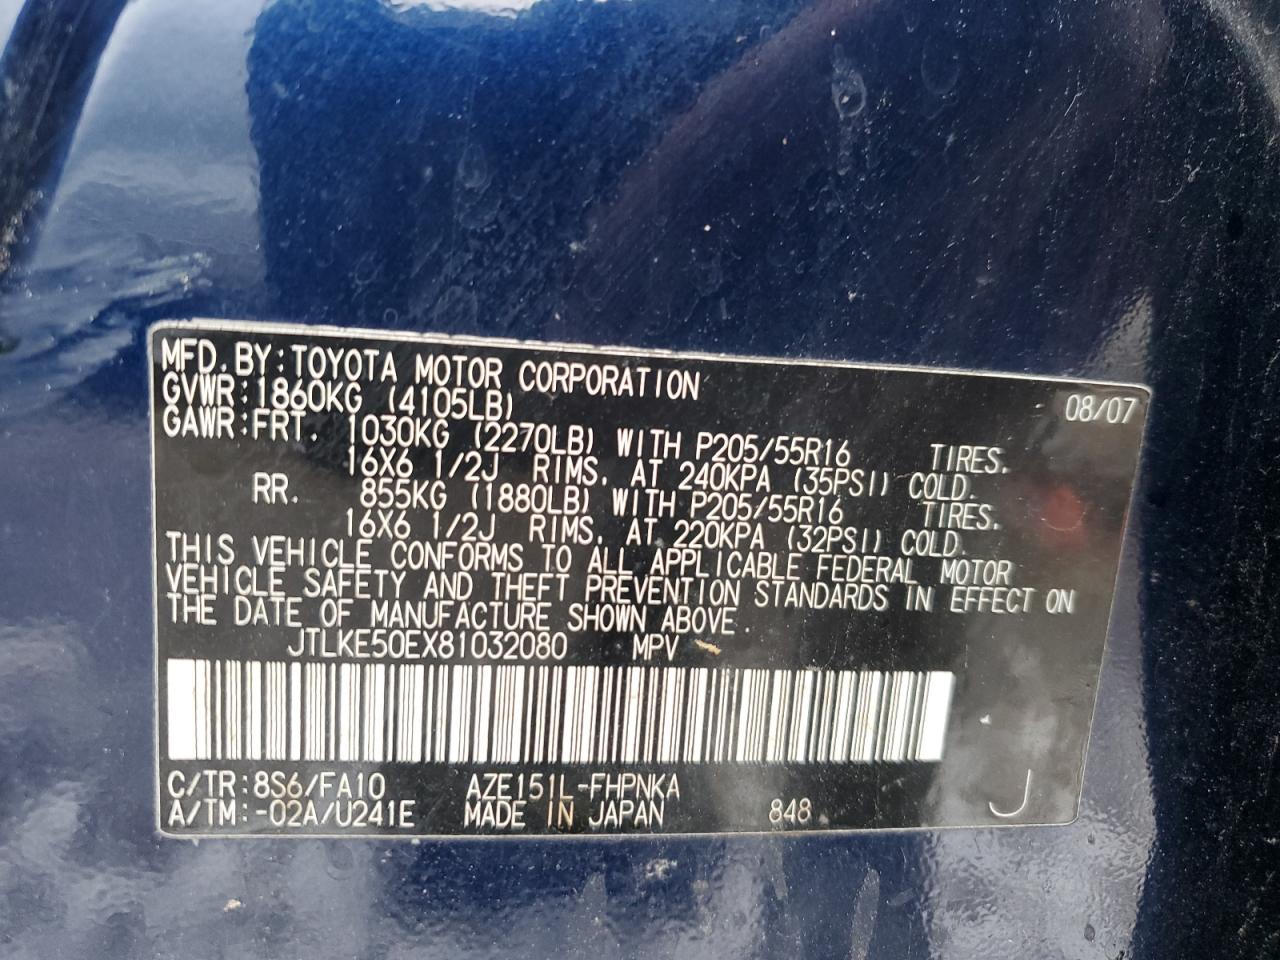 MFD. BY: TOYOTA MOTOR CORPORATION 08/07
GVWR: 1860KG (4105LB)
GAWR: FRT. 1030KG (2270LB) WITH P205/55R16 TIRES.
16X6 1/2J RIMS. AT 240KPA (35PSI) COLD.
RR. 855KG (1880LB) WITH P205/55R16 TIRES.
16X6 1/2J RIMS. AT 220KPA (32PSI) COLD.
THIS VEHICLE CONFORMS TO ALL APPLICABLE FEDERAL MOTOR
VEHICLE SAFETY AND THEFT PREVENTION STANDARDS IN EFFECT ON
THE DATE OF MANUFACTURE SHOWN ABOVE.
JTLKE50EX81032080 MPV
C/TR: 8S6/FA10 AZE151L-FHPNKA
A/TM: -02A/U241E MADE IN JAPAN 848 J